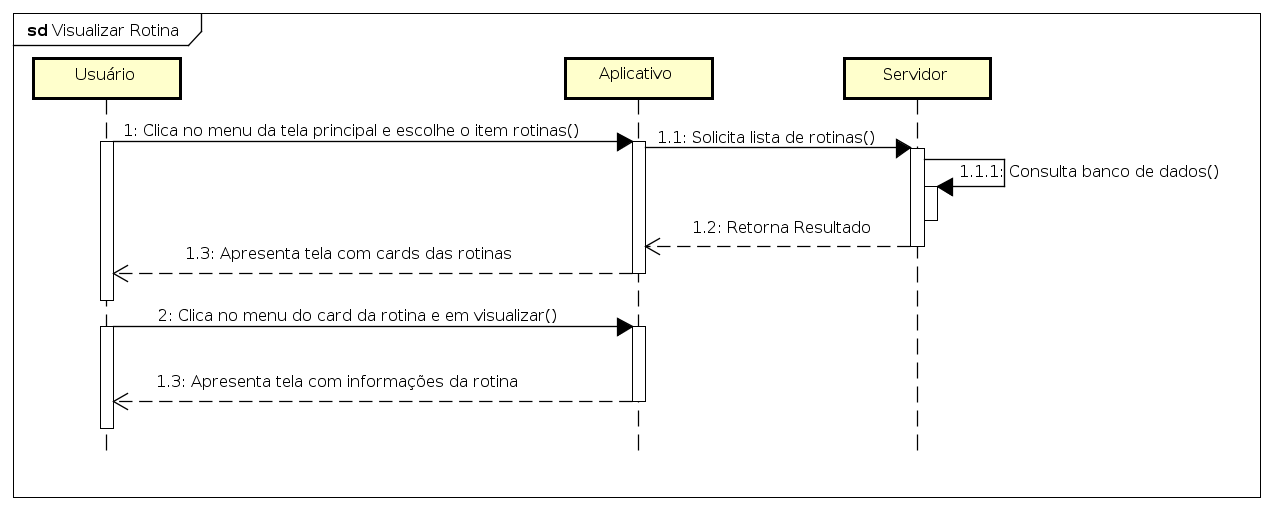 sd Visualizar Rotina
Usuário
Aplicativo
Servidor
1: Clica no menu da tela principal e escolhe o item rotinas()
1.1: Solicita lista de rotinas()
1.1.1: Consulta banco de dados()
1.2: Retorna Resultado
1.3: Apresenta tela com cards das rotinas
2: Clica no menu do card da rotina e em visualizar()
1.3: Apresenta tela com informações da rotina